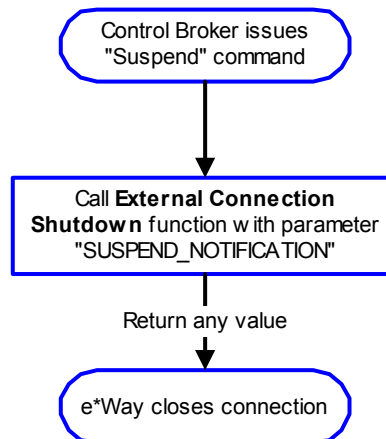 Control Broker issues
"Suspend" command
Call External Connection
Shutdown function with parameter
"SUSPEND_NOTIFICATION"
Return any value
e*Way closes connection